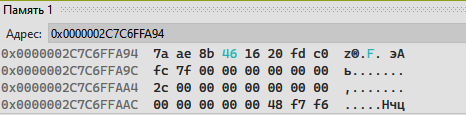 Память 1
Адрес: 0x0000002C7C6FFA94
0x0000002C7C6FFA94 7a ae 8b 46 16 20 fd c0 z®‹F. эА
0x0000002C7C6FFA9C fc 7f 00 00 00 00 00 00 ь.......
0x0000002C7C6FFAA4 2c 00 00 00 00 00 00 00 ,.......
0x0000002C7C6FFAAC 00 00 00 00 00 48 f7 f6 .....Hчц